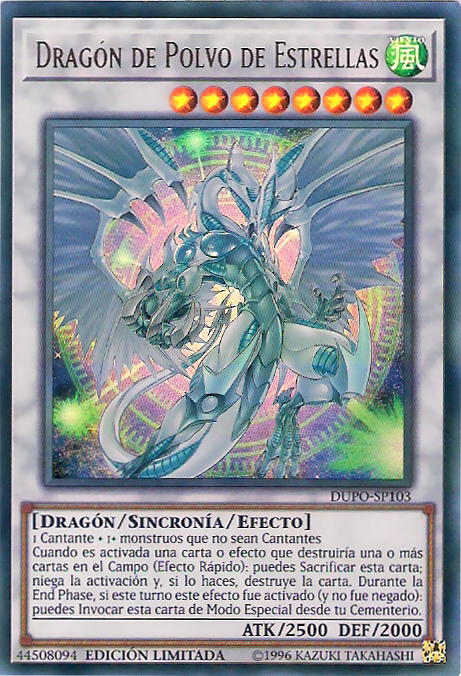 DRAGÓN DE POLVO DE ESTRELLAS
VIENTO
風
DUPO-SP103
[DRAGÓN/SINCRONÍA/EFECTO]
1 Cantante + 1+ monstruos que no sean Cantantes
Cuando es activada una carta o efecto que destruiría una o más
cartas en el Campo (Efecto Rápido): puedes Sacrificar esta carta;
niega la activación y, si lo haces, destruye la carta. Durante la
End Phase, si este turno este efecto fue activado (y no fue negado):
puedes Invocar esta carta de Modo Especial desde tu Cementerio.
ATK/2500 DEF/2000
44508094 EDICIÓN LIMITADA ©1996 KAZUKI TAKAHASHI